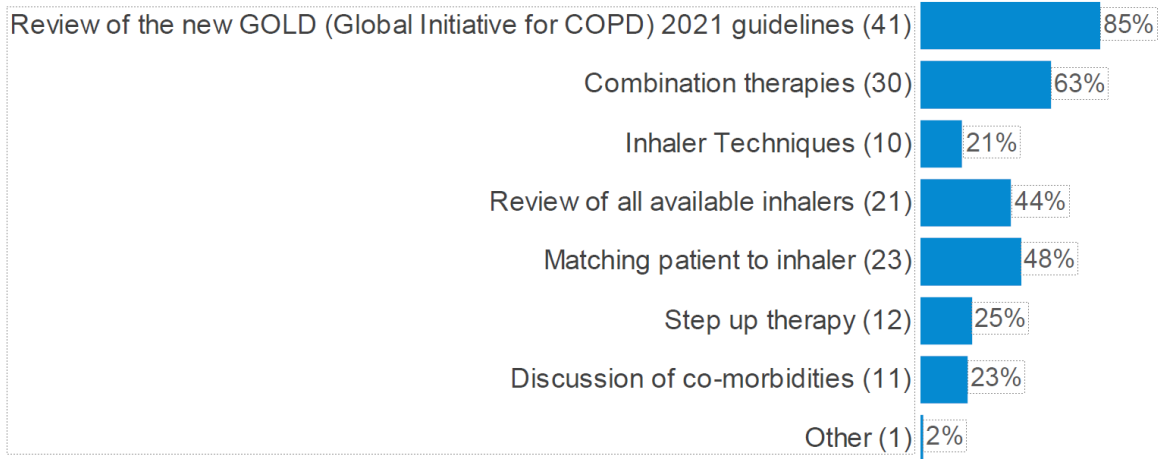 Review of the new GOLD (Global Initiative for COPD) 2021 guidelines (41) 85%
Combination therapies (30) 63%
Inhaler Techniques (10) 21%
Review of all available inhalers (21) 44%
Matching patient to inhaler (23) 48%
Step up therapy (12) 25%
Discussion of co-morbidities (11) 23%
Other (1) 2%